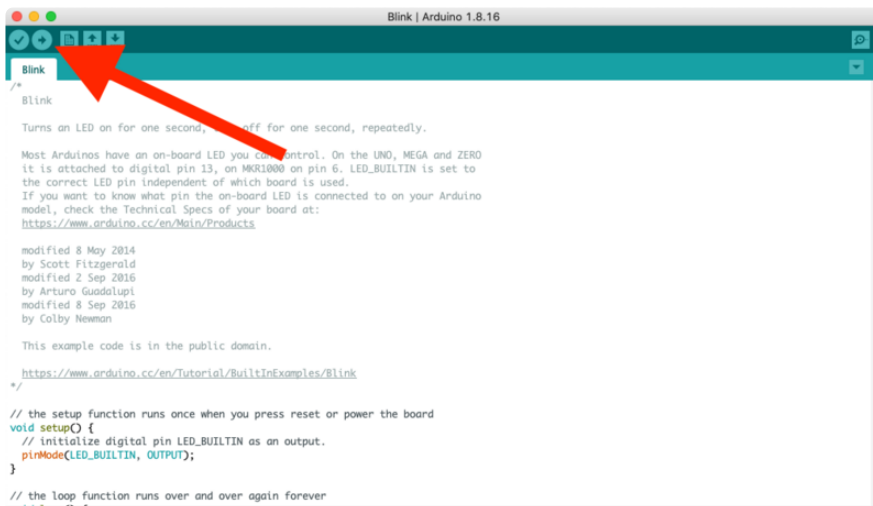 Blink | Arduino 1.8.16
Blink
/*
Blink
Turns an LED on for one second, off for one second, repeatedly.
Most Arduinos have an on-board LED you can control. On the UNO, MEGA and ZERO
it is attached to digital pin 13, on MKR1000 on pin 6. LED_BUILTIN is set to
the correct LED pin independent of which board is used.
If you want to know what pin the on-board LED is connected to on your Arduino
model, check the Technical Specs of your board at:
https://www.arduino.cc/en/Main/Products
modified 8 May 2014
by Scott Fitzgerald
modified 2 Sep 2016
by Arturo Guadalupi
modified 8 Sep 2016
by Colby Newman
This example code is in the public domain.
https://www.arduino.cc/en/Tutorial/BuiltInExamples/Blink
*/
// the setup function runs once when you press reset or power the board
void setup() {
// initialize digital pin LED_BUILTIN as an output.
pinMode(LED_BUILTIN, OUTPUT);
}
// the loop function runs over and over again forever